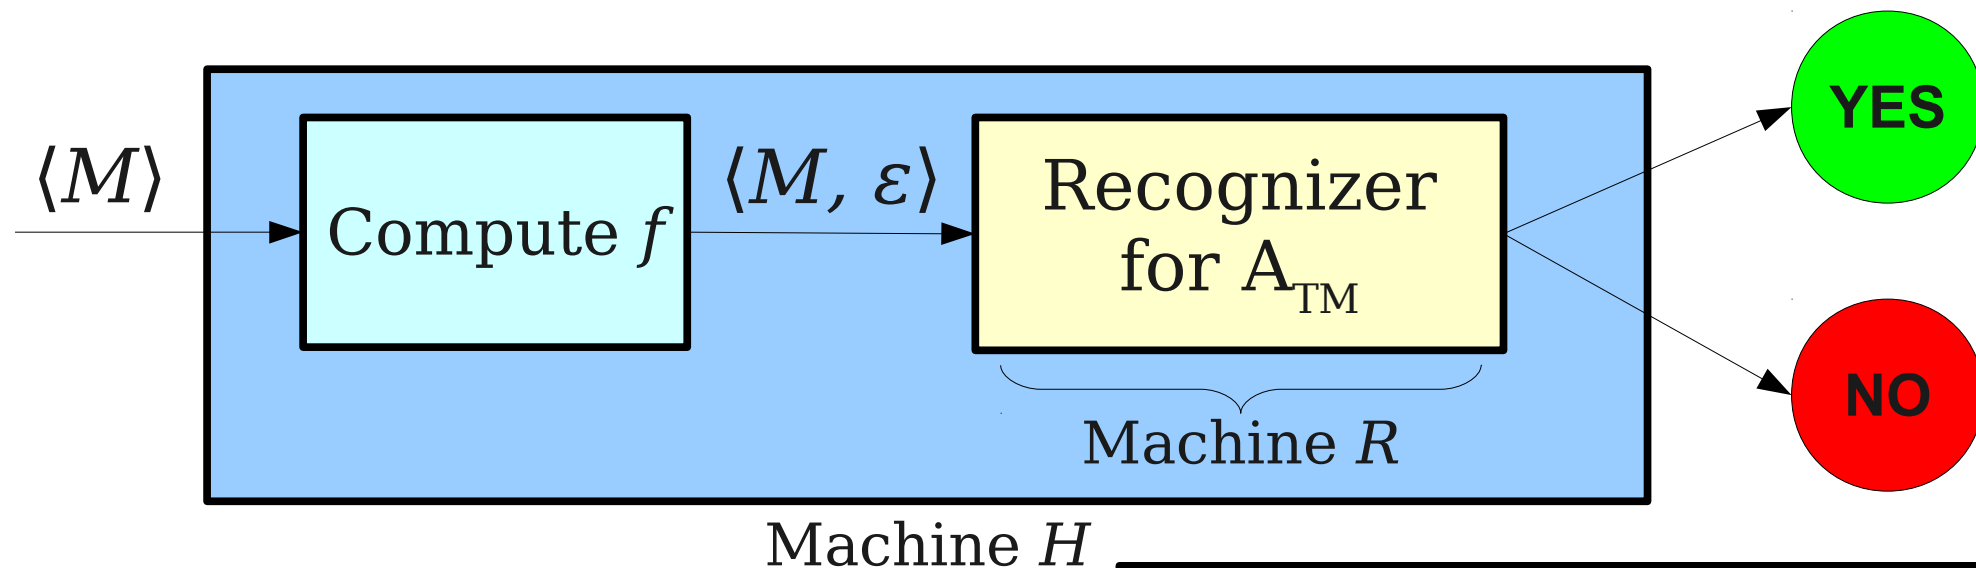 ⟨M⟩
Compute f
⟨M, ε⟩
Recognizer
for A_TM
Machine R
YES
NO
Machine H